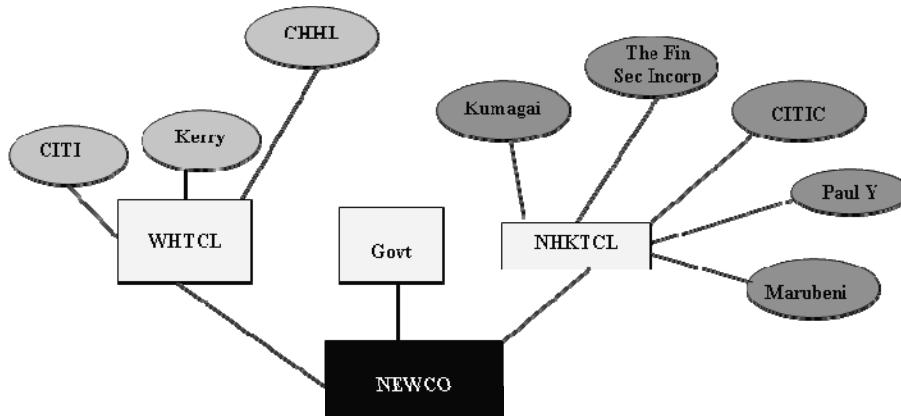 CHHL
The Fin
Sec Incorp
Kumagai
CITIC
Kerry
CITI
Paul Y
WHTCL
Govt
NHKTCL
Marubeni
NEWCO